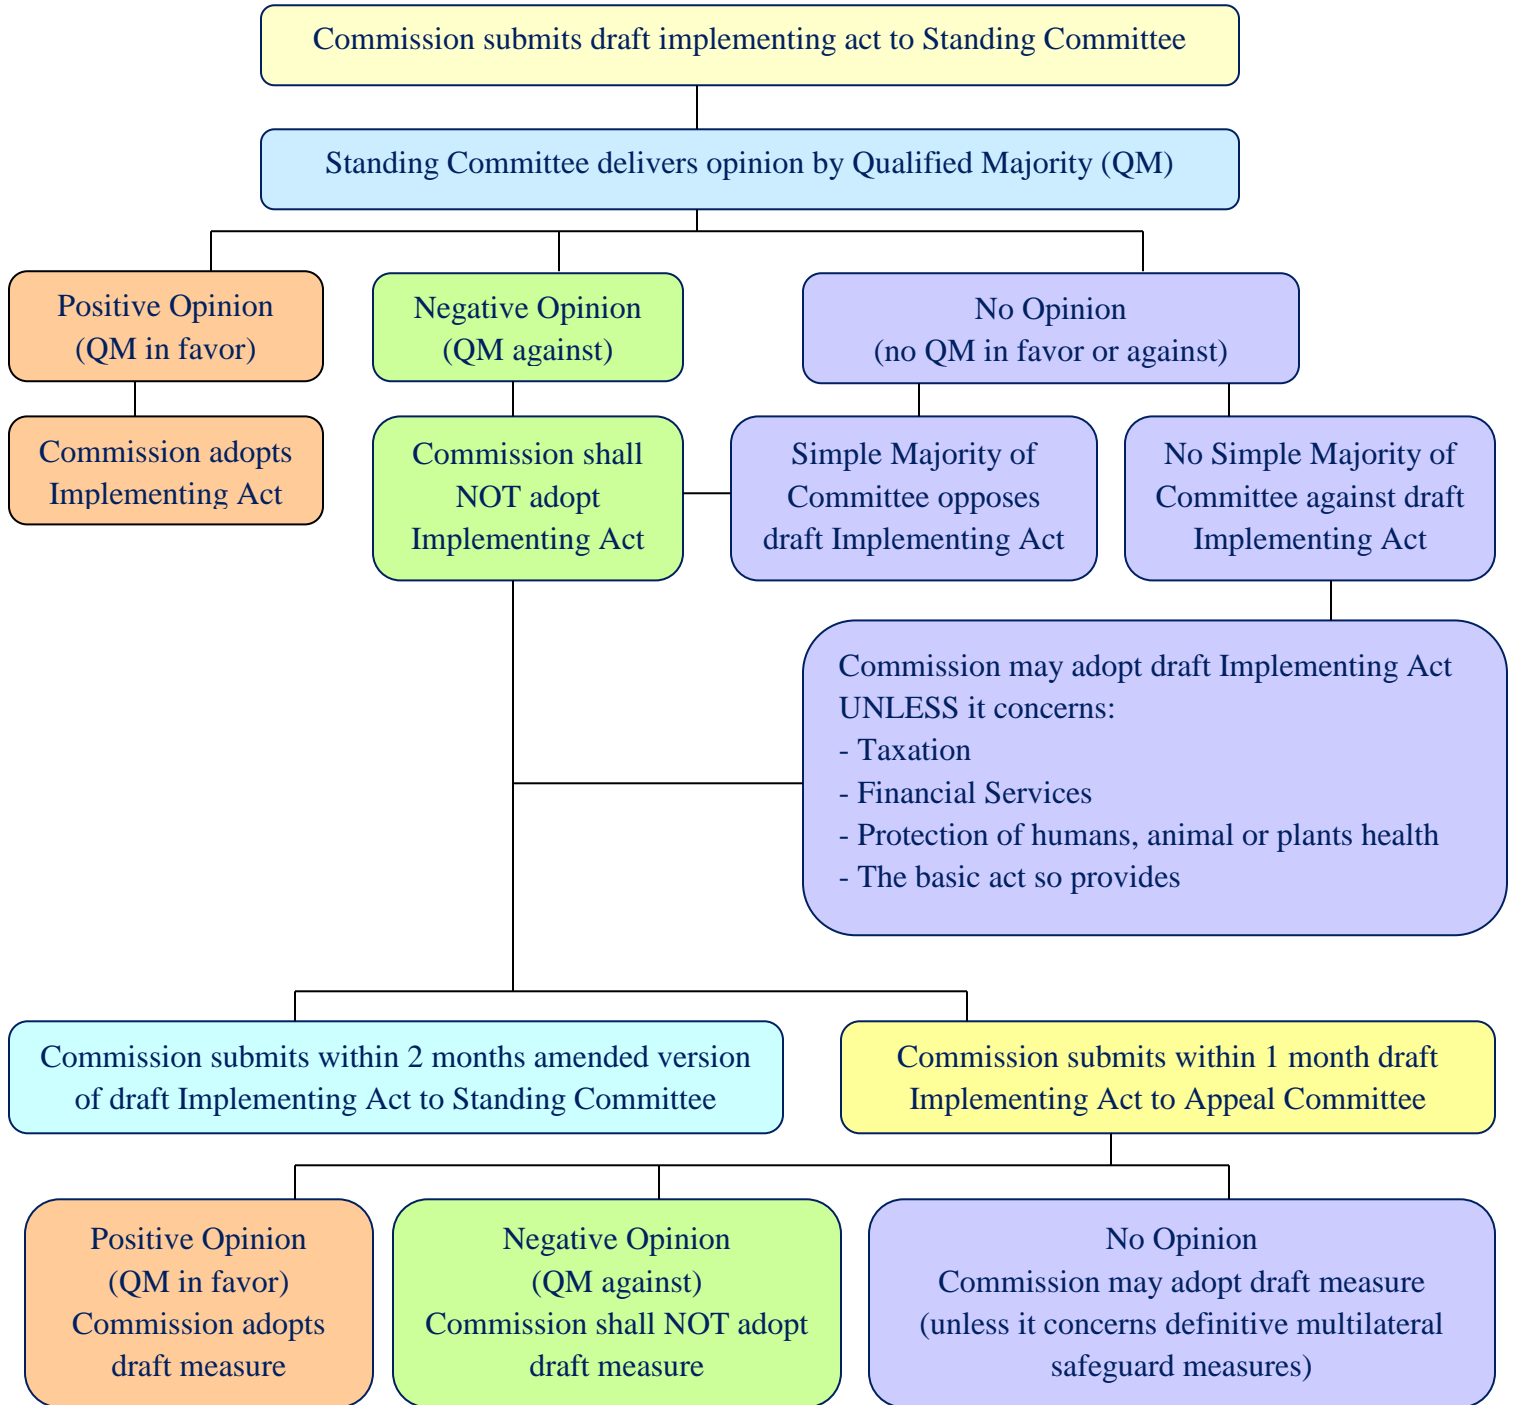 Commission submits draft implementing act to Standing Committee
Standing Committee delivers opinion by Qualified Majority (QM)
Positive Opinion
(QM in favor)
Negative Opinion
(QM against)
No Opinion
(no QM in favor or against)
Commission adopts
Implementing Act
Commission shall
NOT adopt
Implementing Act
Simple Majority of
Committee opposes
draft Implementing Act
No Simple Majority of
Committee against draft
Implementing Act
Commission may adopt draft Implementing Act
UNLESS it concerns:
- Taxation
- Financial Services
- Protection of humans, animal or plants health
- The basic act so provides
Commission submits within 2 months amended version
of draft Implementing Act to Standing Committee
Commission submits within 1 month draft
Implementing Act to Appeal Committee
Positive Opinion
(QM in favor)
Commission adopts
draft measure
Negative Opinion
(QM against)
Commission shall NOT adopt
draft measure
No Opinion
Commission may adopt draft measure
(unless it concerns definitive multilateral
safeguard measures)